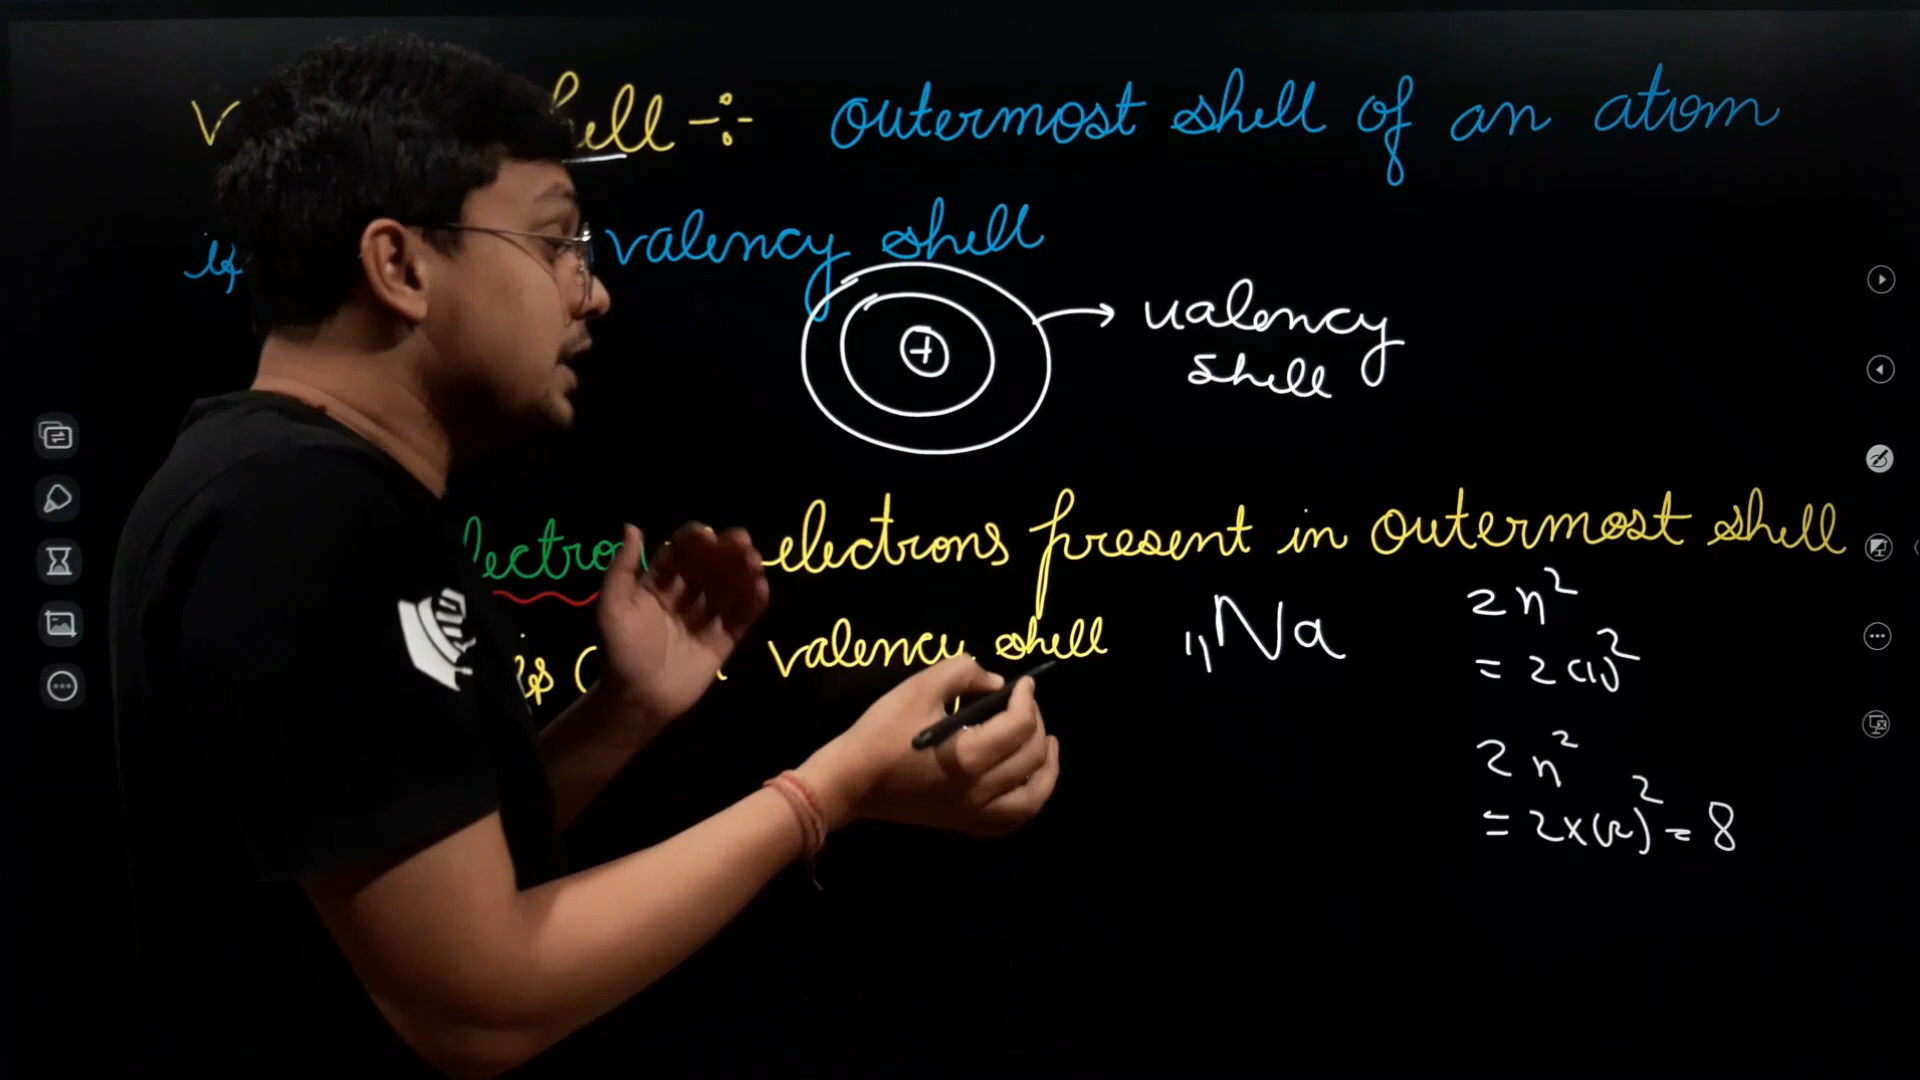 outermost shell of an atom
valency shell
+
valency
shell
electrons present in outermost shell
is
valency shell
11Na
2n²
= 2(1)²
2n²
= 2x(2)² = 8